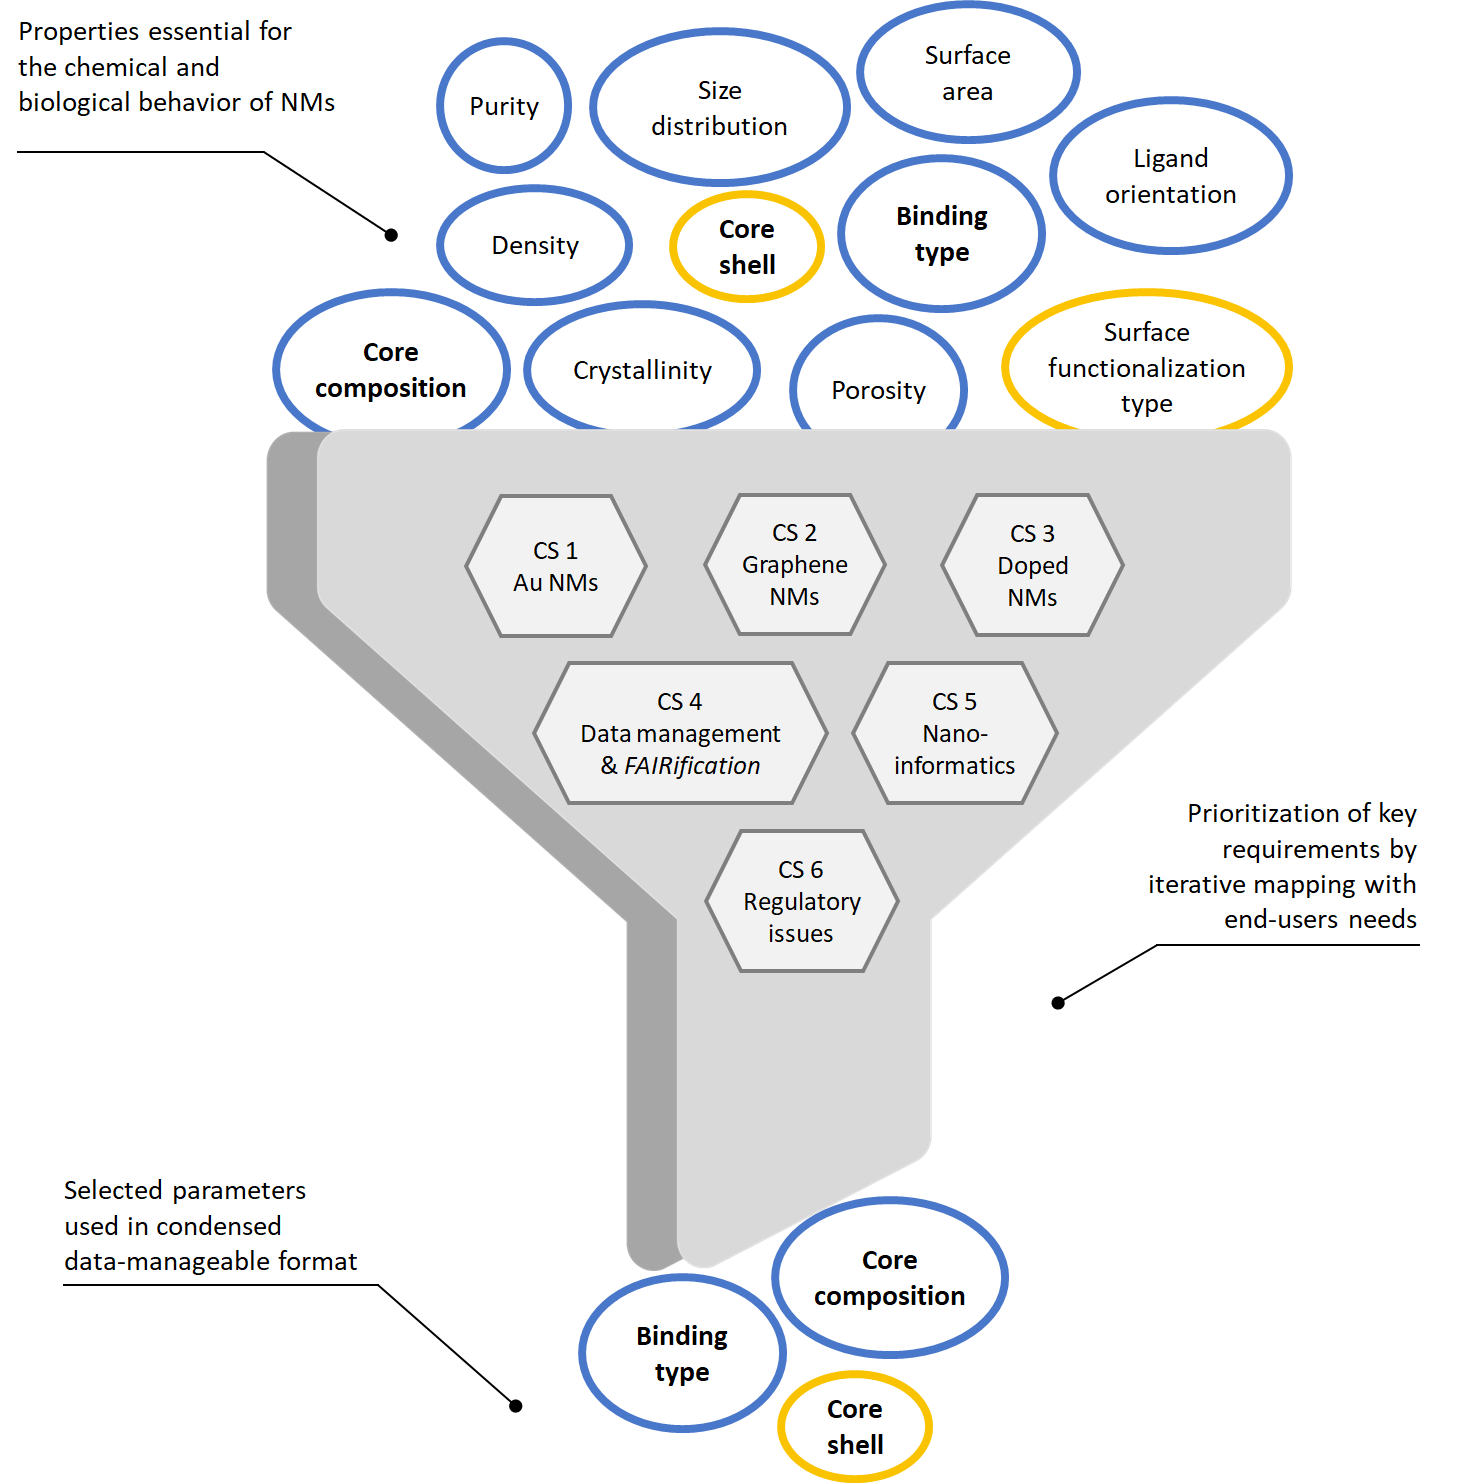 Properties essential for
the chemical and
biological behavior of NMs
Purity
Size
distribution
Surface
area
Ligand
orientation
Density
Core
shell
Binding
type
Core
composition
Crystallinity
Porosity
Surface
functionalization
type
CS 1
Au NMs
CS 2
Graphene
NMs
CS 3
Doped
NMs
CS 4
Data management
& FAIRification
CS 5
Nano-
informatics
CS 6
Regulatory
issues
Prioritization of key
requirements by
iterative mapping with
end-users needs
Selected parameters
used in condensed
data-manageable format
Core
composition
Binding
type
Core
shell